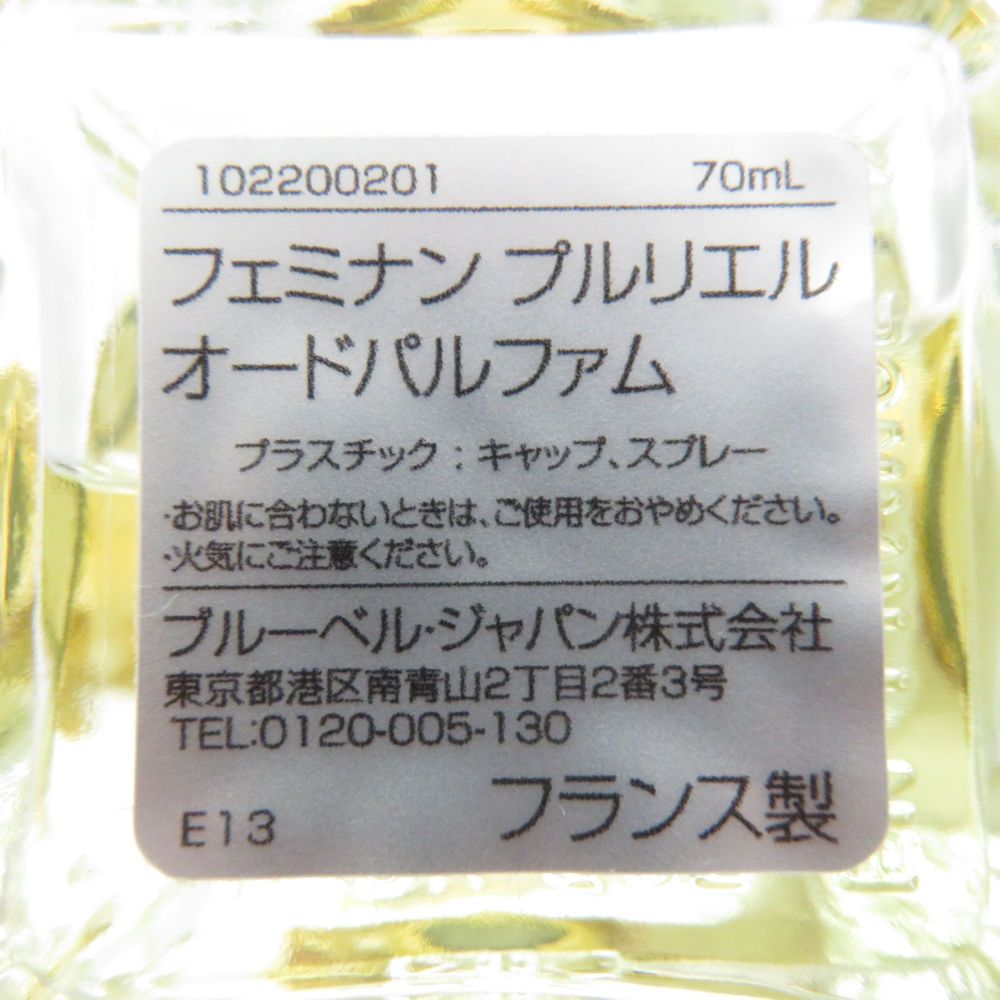 102200201 70mL
フェミナン プルリエル
オードパルファム
プラスチック：キャップ、スプレー
・お肌に合わないときは、ご使用をおやめください。
・火気にご注意ください。
ブルーベル・ジャパン株式会社
東京都港区南青山2丁目2番3号
TEL:0120-005-130
E13 フランス製